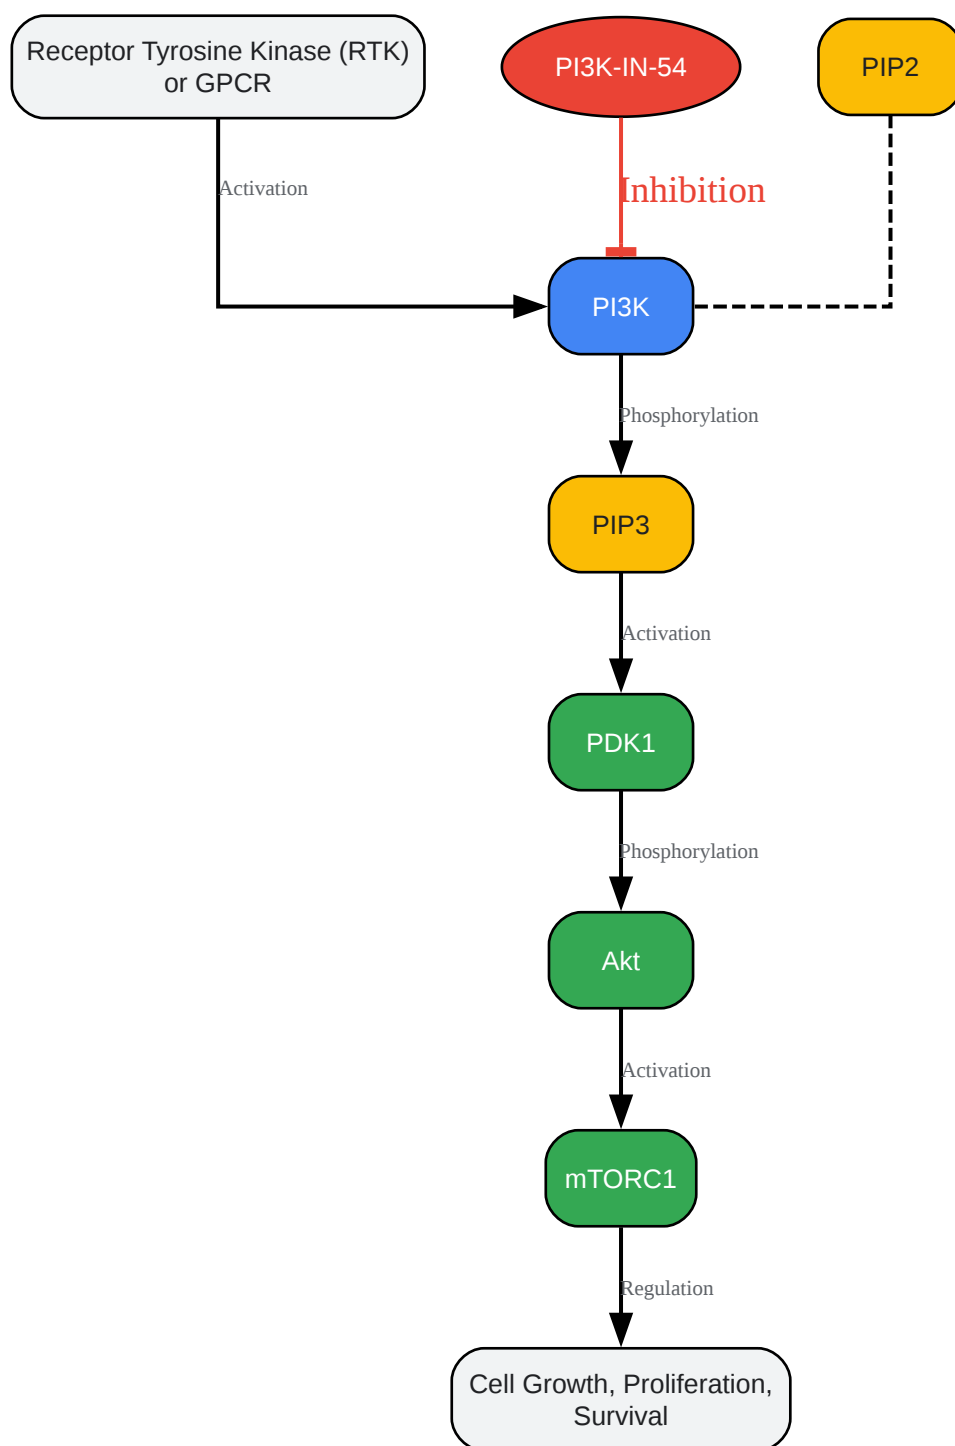 Receptor Tyrosine Kinase (RTK)
or GPCR
PI3K-IN-54
PIP2
Activation
Inhibition
PI3K
Phosphorylation
PIP3
Activation
PDK1
Phosphorylation
Akt
Activation
mTORC1
Regulation
Cell Growth, Proliferation,
Survival